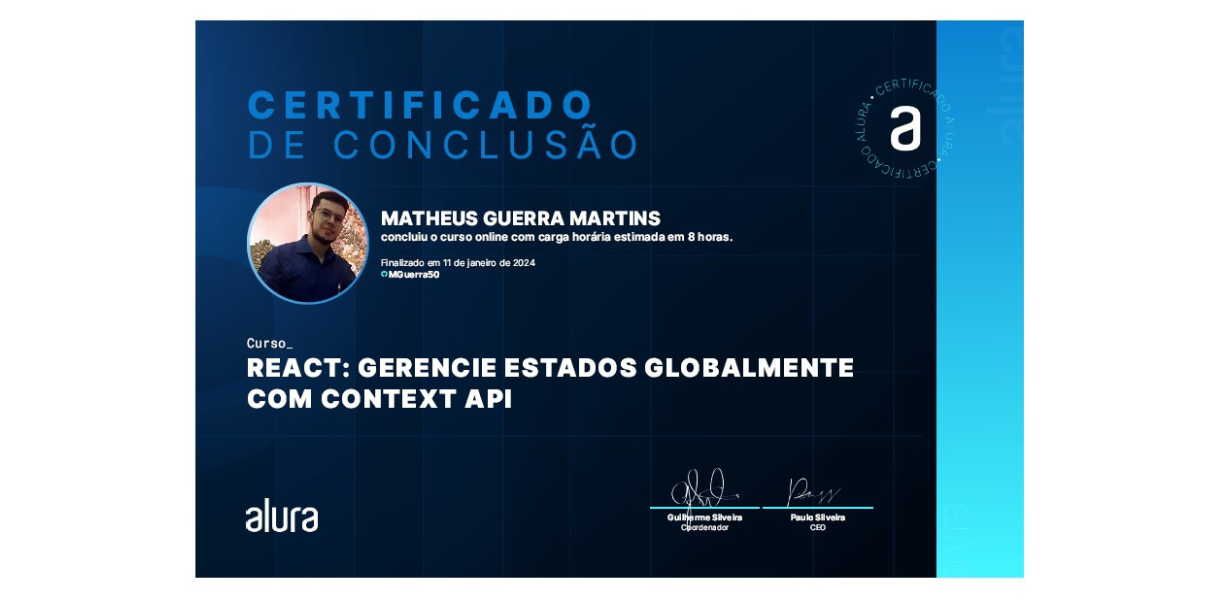 CERTIFICADO
DE CONCLUSÃO
CERTIFICADO ALURA • CERTIFICADO ALURA •
a
MATHEUS GUERRA MARTINS
concluiu o curso online com carga horária estimada em 8 horas.
Finalizado em 11 de janeiro de 2024
MGuerra50
Curso_
REACT: GERENCIE ESTADOS GLOBALMENTE
COM CONTEXT API
alura
Guilherme Silveira
Coordenador
Paulo Silveira
CEO
alura
alura